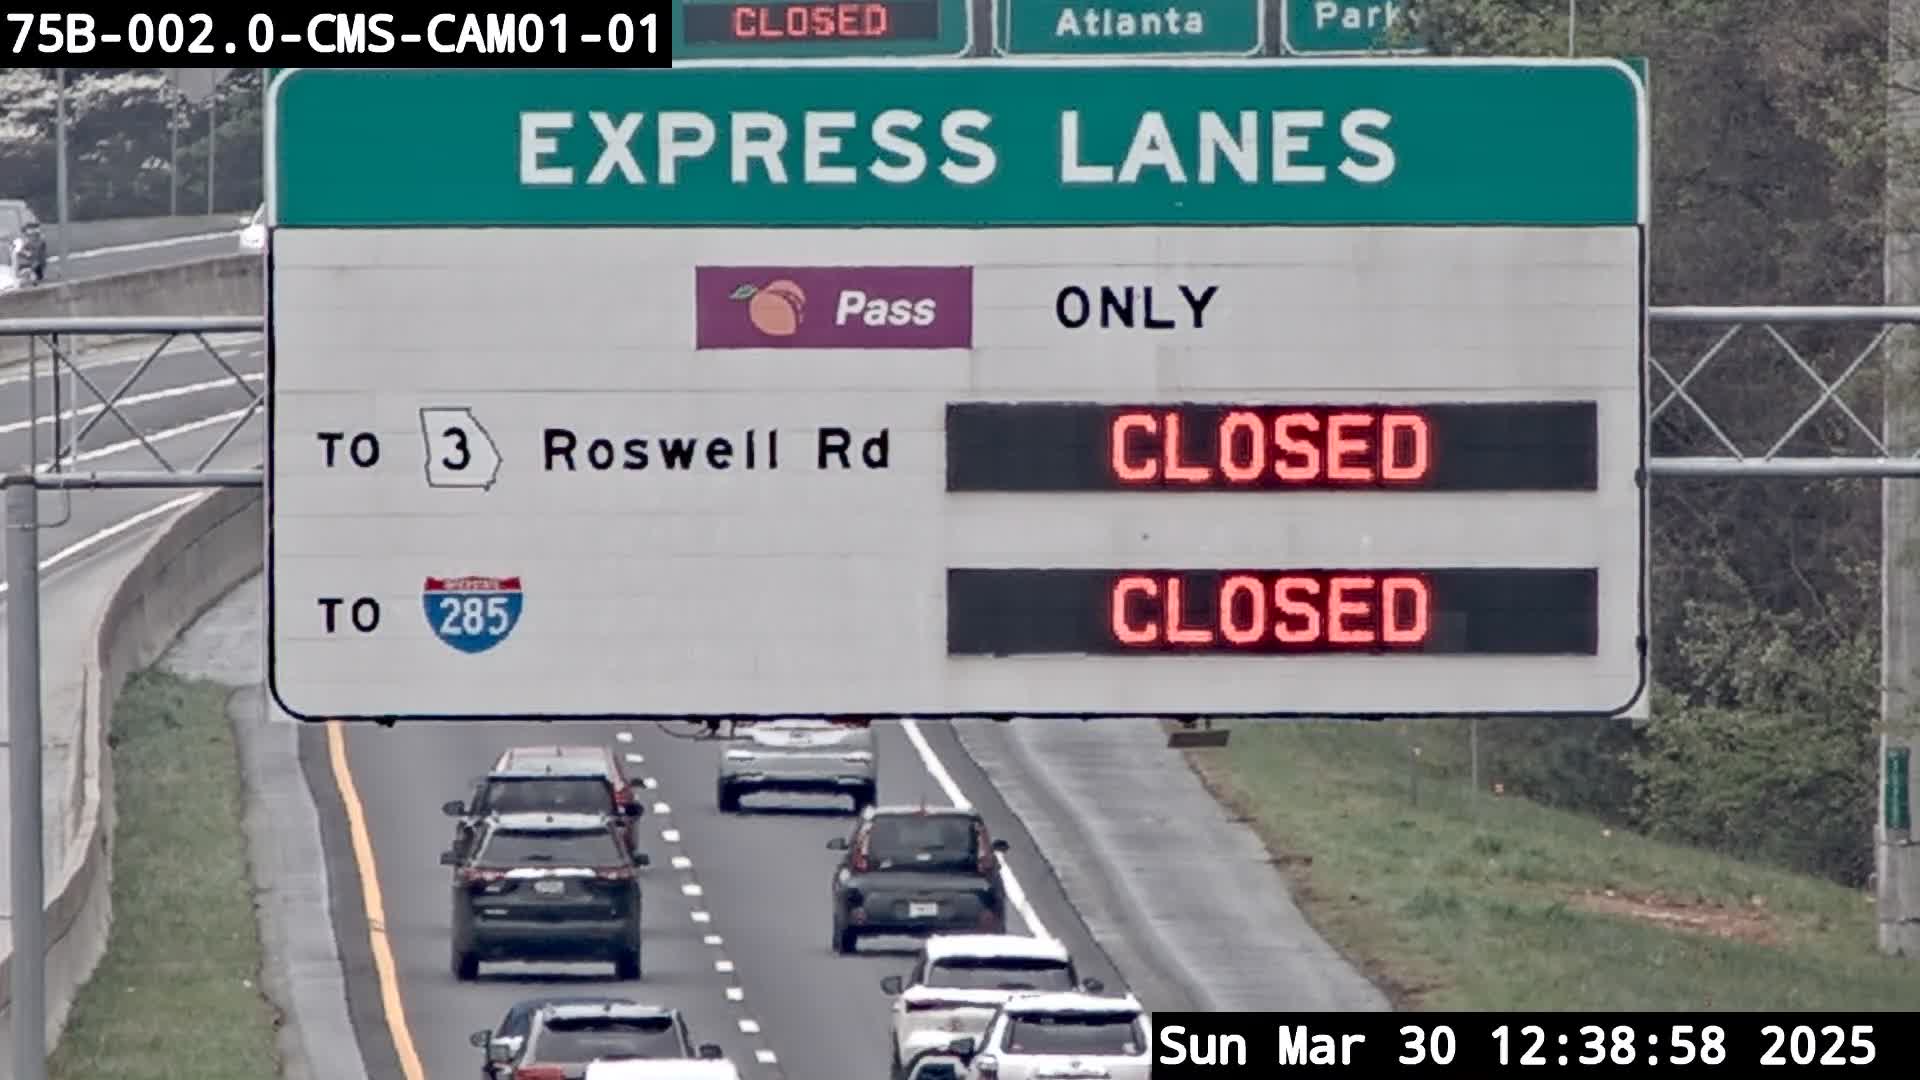 75B-002.0-CMS-CAM01-01
CLOSED
Atlanta
EXPRESS LANES
Pass ONLY
TO 3 Roswell Rd CLOSED
TO INTERSTATE 285 CLOSED
Sun Mar 30 12:38:58 2025